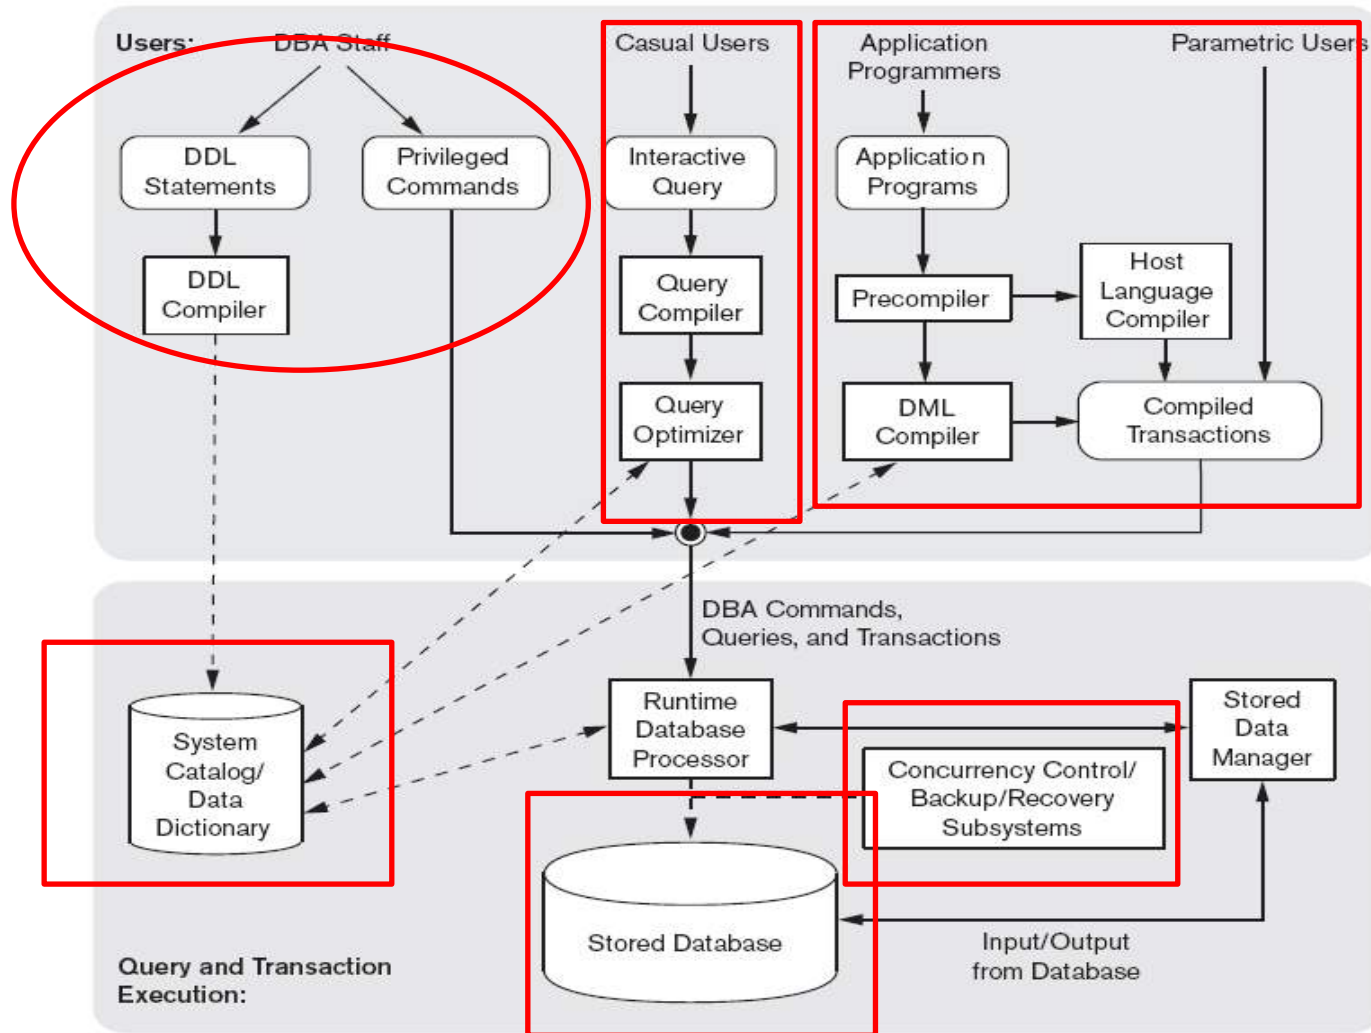 Users:
DBA Staff
Casual Users
Application
Programmers
Parametric Users
DDL
Statements
Privileged
Commands
Interactive
Query
Application
Programs
DDL
Compiler
Query
Compiler
Precompiler
Host
Language
Compiler
Query
Optimizer
DML
Compiler
Compiled
Transactions
DBA Commands,
Queries, and Transactions
System
Catalog/
Data
Dictionary
Runtime
Database
Processor
Stored
Data
Manager
Concurrency Control/
Backup/Recovery
Subsystems
Stored Database
Input/Output
from Database
Query and Transaction
Execution: